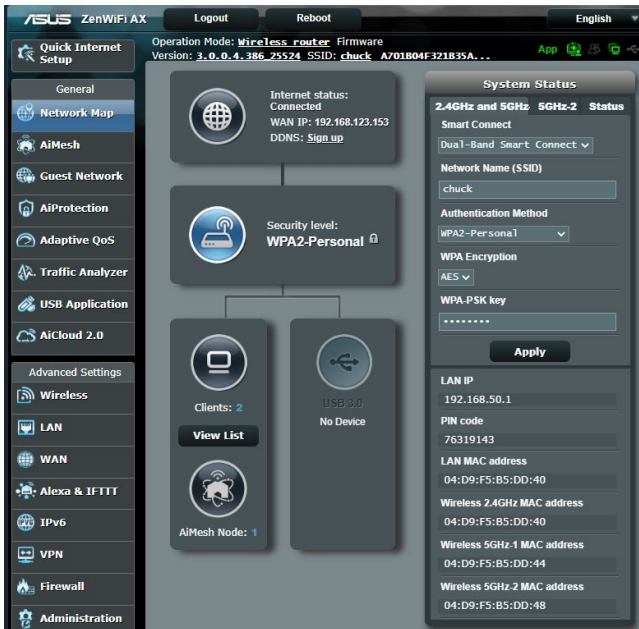 ASUS ZenWiFi AX
Logout
Reboot
English
Quick Internet
Setup
Operation Mode: Wireless router Firmware
Version: 3.0.0.4.386_25524 SSID: chuck A701B04F321B35A...
App
General
Network Map
AiMesh
Guest Network
AiProtection
Adaptive QoS
Traffic Analyzer
USB Application
AiCloud 2.0
Advanced Settings
Wireless
LAN
WAN
Alexa & IFTTT
IPv6
VPN
Firewall
Administration
Internet status:
Connected
WAN IP: 192.168.123.153
DDNS: Sign up
Security level:
WPA2-Personal
Clients: 2
View List
AiMesh Node: 1
USB 3.0
No Device
System Status
2.4GHz and 5GHz- 5GHz-2 Status
Smart Connect
Dual-Band Smart Connect
Network Name (SSID)
chuck
Authentication Method
WPA2-Personal
WPA Encryption
AES
WPA-PSK key
········
Apply
LAN IP
192.168.50.1
PIN code
76319143
LAN MAC address
04:D9:F5:B5:DD:40
Wireless 2.4GHz MAC address
04:D9:F5:B5:DD:40
Wireless 5GHz-1 MAC address
04:D9:F5:B5:DD:44
Wireless 5GHz-2 MAC address
04:D9:F5:B5:DD:48